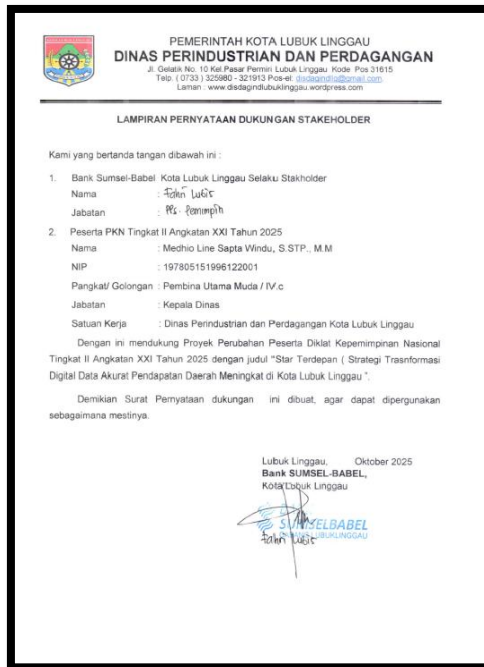 PEMERINTAH KOTA LUBUK LINGGAU
DINAS PERINDUSTRIAN DAN PERDAGANGAN
Jl. Gelatik No. 10 Kel.Pasar Permiri Lubuk Linggau Kode Pos 31615
Telp. ( 0733 ) 325980 - 321913 Pos-el: disdagindllg@gmail.com
Laman : www.disdagindlubuklinggau.wordpress.com
LAMPIRAN PERNYATAAN DUKUNGAN STAKEHOLDER
Kami yang bertanda tangan dibawah ini :
1. Bank Sumsel-Babel Kota Lubuk Linggau Selaku Stakholder
Nama : Fahri Lubis
Jabatan : Pls. Pemimpin
2. Peserta PKN Tingkat II Angkatan XXI Tahun 2025
Nama : Medhio Line Sapta Windu, S.STP., M.M
NIP : 197805151996122001
Pangkat/ Golongan : Pembina Utama Muda / IV.c
Jabatan : Kepala Dinas
Satuan Kerja : Dinas Perindustrian dan Perdagangan Kota Lubuk Linggau
Dengan ini mendukung Proyek Perubahan Peserta Diklat Kepemimpinan Nasional
Tingkat II Angkatan XXI Tahun 2025 dengan judul "Star Terdepan ( Strategi Trasnformasi
Digital Data Akurat Pendapatan Daerah Meningkat di Kota Lubuk Linggau ".
Demikian Surat Pernyataan dukungan ini dibuat, agar dapat dipergunakan
sebagaimana mestinya.
Lubuk Linggau, Oktober 2025
Bank SUMSEL-BABEL,
Kota Lubuk Linggau
SUMSELBABEL
LUBUKLINGGAU
Fahri Lubis